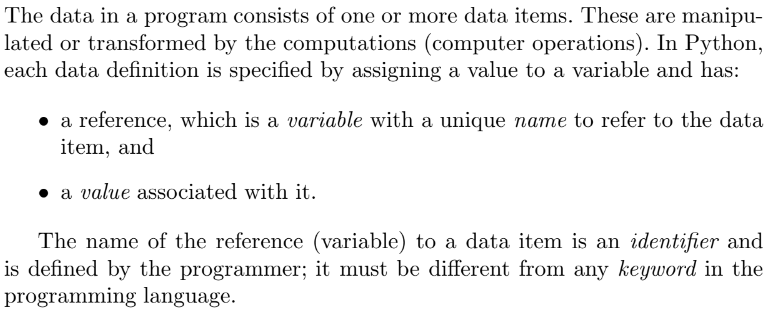 The data in a program consists of one or more data items. These are manipu-
lated or transformed by the computations (computer operations). In Python,
each data definition is specified by assigning a value to a variable and has:
• a reference, which is a variable with a unique name to refer to the data
item, and
• a value associated with it.
The name of the reference (variable) to a data item is an identifier and
is defined by the programmer; it must be different from any keyword in the
programming language.